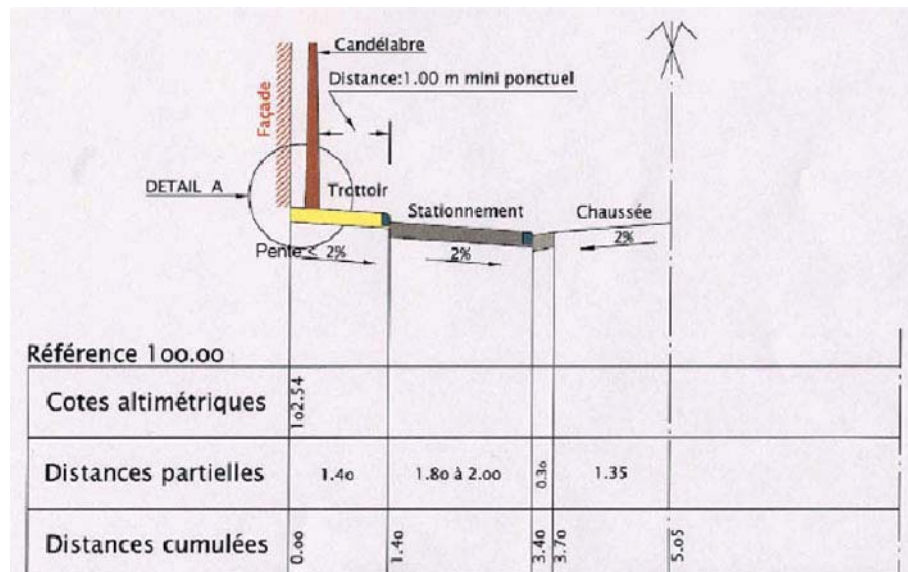 Candélabre
Distance:1.00 m mini ponctuel
Façade
DETAIL A
Trottoir
Stationnement
Chaussée
Pente < 2%
2%
2%
Référence 100.00
Cotes altimétriques
102.54
Distances partielles
1.40
1.80 à 2.00
0.30
1.35
Distances cumulées
0.00
1.40
3.40
3.70
5.05